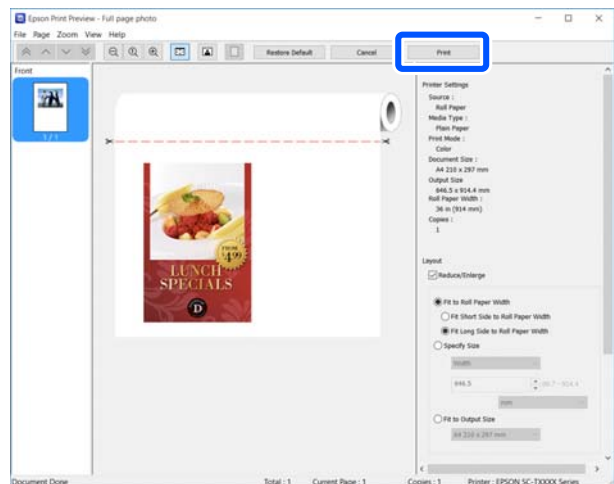 Epson Print Preview - Full page photo
File Page Zoom View Help
Restore Default
Cancel
Print
Front
1/1
FROM
$4.99
LUNCH
SPECIALS
D
Printer Settings
Source :
Roll Paper
Media Type :
Plain Paper
Print Mode :
Color
Document Size :
A4 210 x 297 mm
Output Size
646.5 x 914.4 mm
Roll Paper Width :
36 in (914 mm)
Copies :
1
Layout
Reduce/Enlarge
Fit to Roll Paper Width
Fit Short Side to Roll Paper Width
Fit Long Side to Roll Paper Width
Specify Size
Width
646.5
mm
Fit to Output Size
A4 210 x 297 mm
Document Done Total : 1 Current Page : 1 Copies : 1 Printer : EPSON SC-TXXXX Series